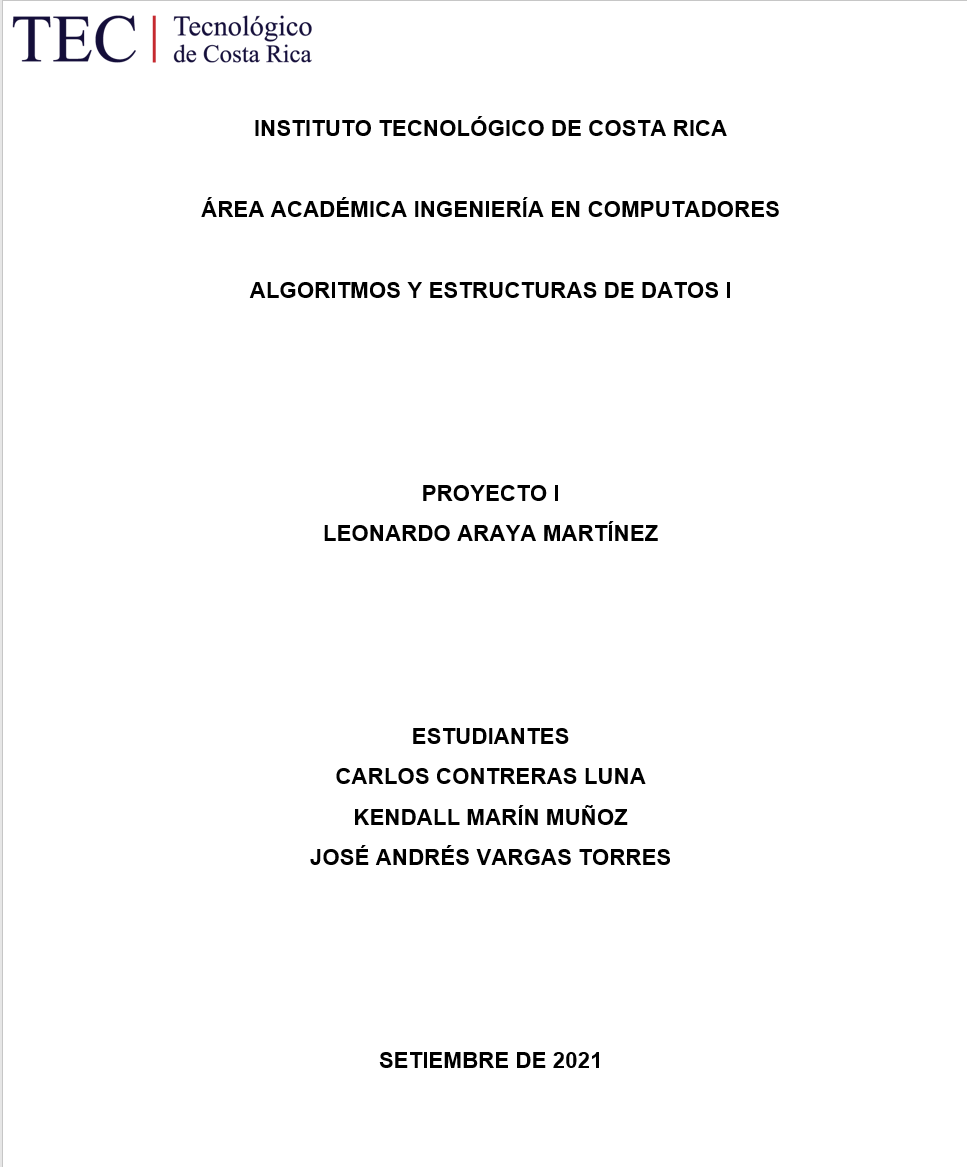 TEC | Tecnológico
de Costa Rica
INSTITUTO TECNOLÓGICO DE COSTA RICA
ÁREA ACADÉMICA INGENIERÍA EN COMPUTADORES
ALGORITMOS Y ESTRUCTURAS DE DATOS I
PROYECTO I
LEONARDO ARAYA MARTÍNEZ
ESTUDIANTES
CARLOS CONTRERAS LUNA
KENDALL MARÍN MUÑOZ
JOSÉ ANDRÉS VARGAS TORRES
SETIEMBRE DE 2021